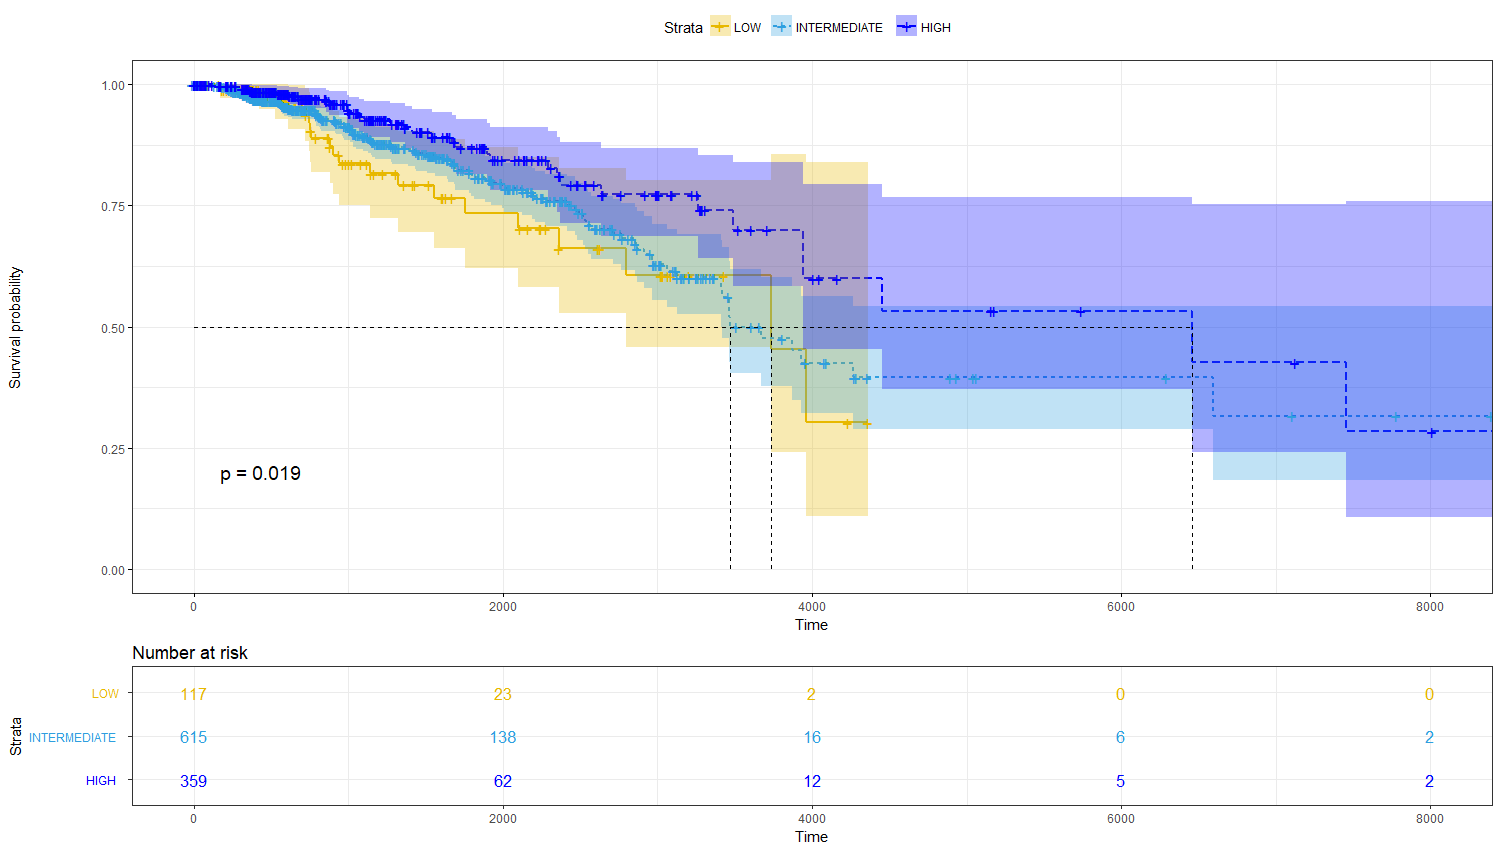 Strata LOW INTERMEDIATE HIGH
1.00
0.75
0.50
0.25
0.00
Survival probability
p = 0.019
0 2000 4000 6000 8000
Time
Number at risk
Strata
LOW 117 23 2 0 0
INTERMEDIATE 615 138 16 6 2
HIGH 359 62 12 5 2
0 2000 4000 6000 8000
Time